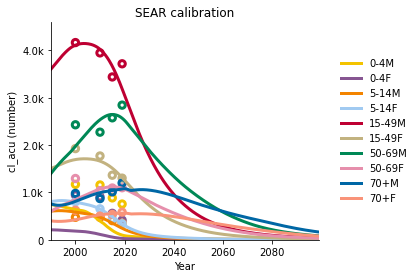 SEAR calibration
cl_acu (number)
4.0k
3.0k
2.0k
1.0k
0
2000
2020
2040
2060
2080
Year
0-4M
0-4F
5-14M
5-14F
15-49M
15-49F
50-69M
50-69F
70+M
70+F